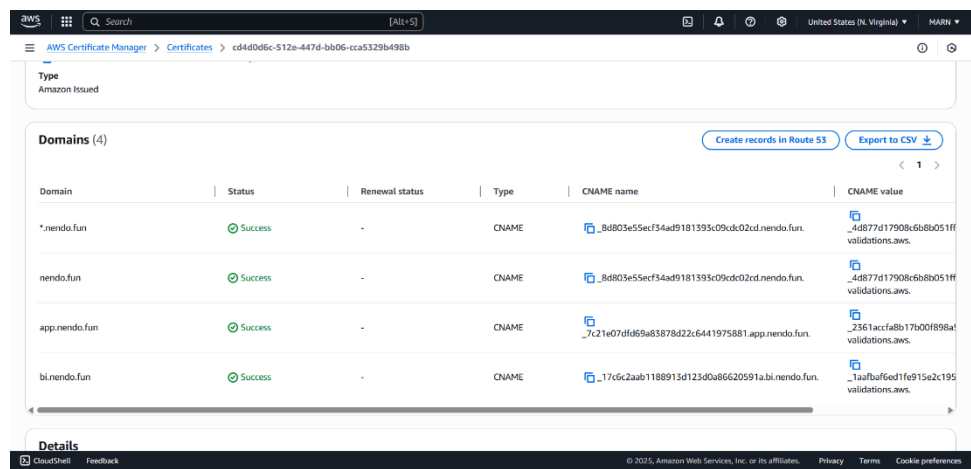 aws
Search [Alt+S] United States (N. Virginia) MARN
AWS Certificate Manager > Certificates > cd4d0d6c-512e-447d-bb06-cca5329b498b
Type
Amazon Issued
Domains (4) Create records in Route 53 Export to CSV
< 1 >
Domain Status Renewal status Type CNAME name CNAME value
*.nendo.fun Success - CNAME _8d803e55ecf34ad9181393c09cdc02cd.nendo.fun. _4d877d17908c6b8b051ff
validations.aws.
nendo.fun Success - CNAME _8d803e55ecf34ad9181393c09cdc02cd.nendo.fun. _4d877d17908c6b8b051ff
validations.aws.
app.nendo.fun Success - CNAME _7c21e07dfd69a83878d22c6441975881.app.nendo.fun. _2361accfa8b17b00f898a
validations.aws.
bi.nendo.fun Success - CNAME _17c6c2aab1188913d123d0a86620591a.bi.nendo.fun. _1aafbaf6ed1fe915e2c195
validations.aws.
Details
CloudShell Feedback © 2025, Amazon Web Services, Inc. or its affiliates. Privacy Terms Cookie preferences